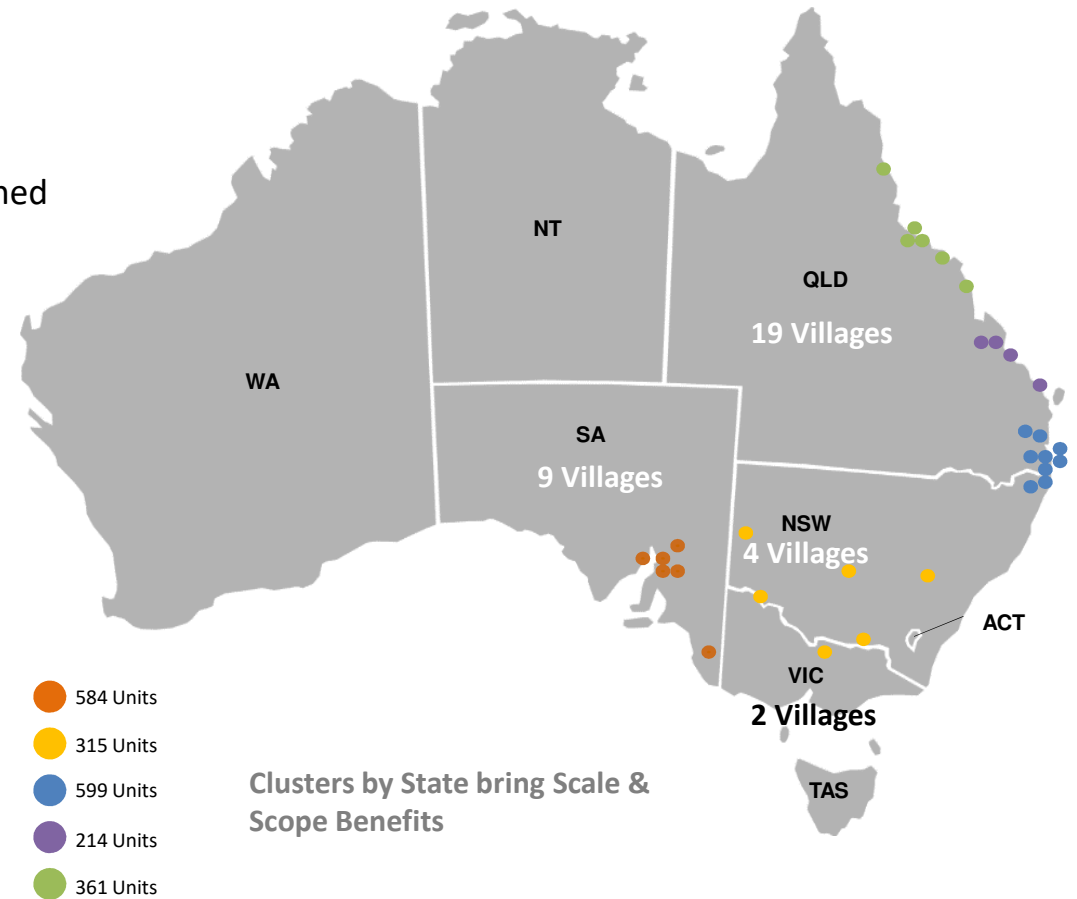 ned
NT
QLD
19 Villages
WA
SA
9 Villages
NSW
4 Villages
ACT
VIC
2 Villages
TAS
584 Units
315 Units
599 Units
214 Units
361 Units
Clusters by State bring Scale &
Scope Benefits